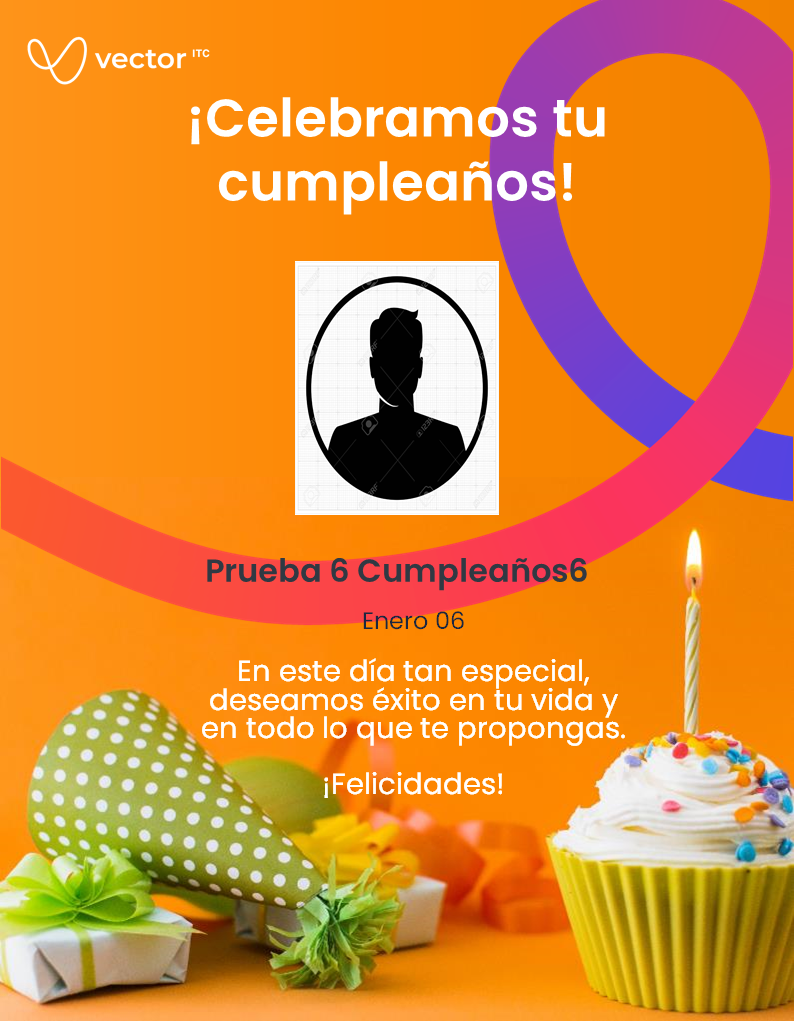 vector ITC
¡Celebramos tu
cumpleaños!
Prueba 6 Cumpleaños6
Enero 06
En este día tan especial,
deseamos éxito en tu vida y
en todo lo que te propongas.
¡Felicidades!